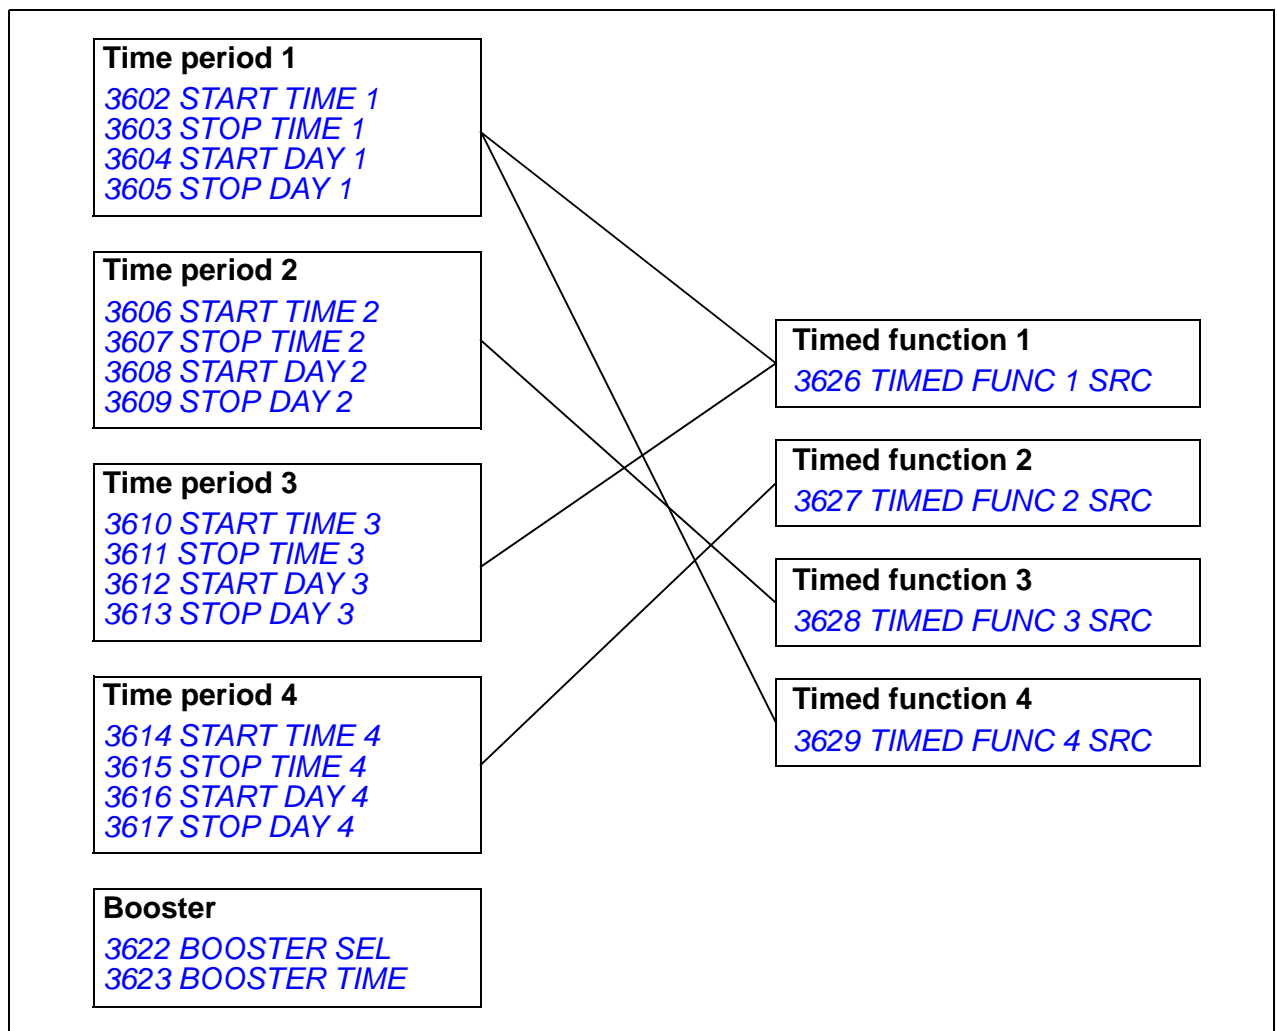 Time period 1
3602 START TIME 1
3603 STOP TIME 1
3604 START DAY 1
3605 STOP DAY 1
Time period 2
3606 START TIME 2
3607 STOP TIME 2
3608 START DAY 2
3609 STOP DAY 2
Time period 3
3610 START TIME 3
3611 STOP TIME 3
3612 START DAY 3
3613 STOP DAY 3
Time period 4
3614 START TIME 4
3615 STOP TIME 4
3616 START DAY 4
3617 STOP DAY 4
Booster
3622 BOOSTER SEL
3623 BOOSTER TIME
Timed function 1
3626 TIMED FUNC 1 SRC
Timed function 2
3627 TIMED FUNC 2 SRC
Timed function 3
3628 TIMED FUNC 3 SRC
Timed function 4
3629 TIMED FUNC 4 SRC